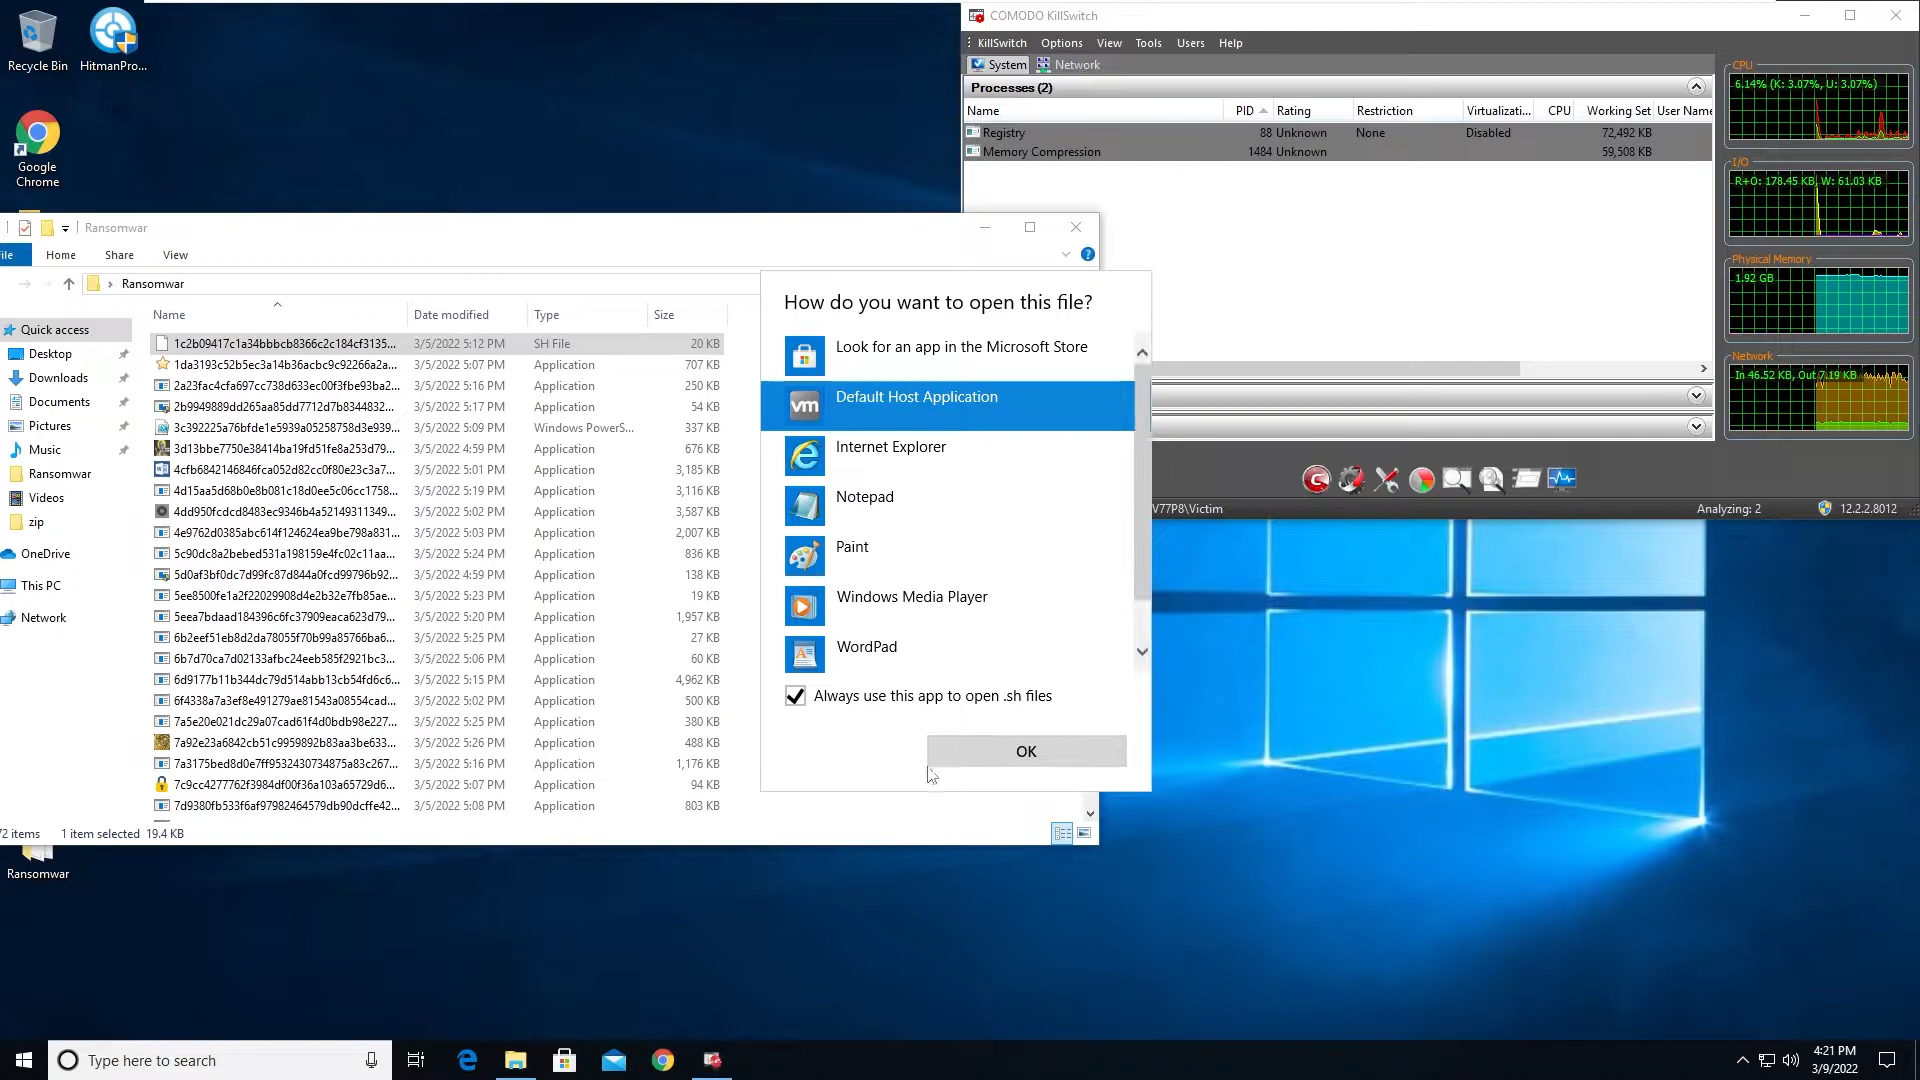 Recycle Bin
HitmanPro...
Google
Chrome
COMODO KillSwitch
KillSwitch Options View Tools Users Help
System Network
Processes (2)
Name PID Rating Restriction Virtualizati... CPU Working Set User Name
Registry 88 Unknown None Disabled 72,492 KB
Memory Compression 1484 Unknown 59,508 KB
CPU
6.14% (K: 3.07%, U: 3.07%)
I/O
R+O: 178.45 KB, W: 61.03 KB
Physical Memory
1.92 GB
Network
In 46.52 KB, Out 7.19 KB
V77P8\Victim Analyzing: 2 12.2.2.8012
Ransomwar
ile Home Share View
Ransomwar
Name Date modified Type Size
Quick access
Desktop
Downloads
Documents
Pictures
Music
Ransomwar
Videos
zip
OneDrive
This PC
Network
1c2b09417c1a34bbbcb8366c2c184cf3135... 3/5/2022 5:12 PM SH File 20 KB
1da3193c52b5ec3a14b36acbc9c92266a2a... 3/5/2022 5:07 PM Application 707 KB
2a23fac4cfa697cc738d633ec00f3fbe93ba2... 3/5/2022 5:16 PM Application 250 KB
2b9949889dd265aa85dd7712d7b8344832... 3/5/2022 5:17 PM Application 54 KB
3c392225a76bfde1e5939a05258758d3e939... 3/5/2022 5:09 PM Windows PowerS... 337 KB
3d13bbe7750e38414ba19fd51fe8a253d79... 3/5/2022 4:59 PM Application 676 KB
4cfb6842146846fca052d82cc0f80e23c3a7... 3/5/2022 5:01 PM Application 3,185 KB
4d15aa5d68b0e8b081c18d0ee5c06cc1758... 3/5/2022 5:19 PM Application 3,116 KB
4dd950fcdcd8483ec9346b4a52149311349... 3/5/2022 5:02 PM Application 3,587 KB
4e9762d0385abc614f124624ea9be798a831... 3/5/2022 5:03 PM Application 2,007 KB
5c90dc8a2bebed531a198159e4fc02c11aa... 3/5/2022 5:24 PM Application 836 KB
5d0af3bf0dc7d99fc87d844a0fcd99796b92... 3/5/2022 4:59 PM Application 138 KB
5ee8500fe1a2f22029908d4e2b32e7fb85ae... 3/5/2022 5:23 PM Application 19 KB
5eea7bdaad184396c6fc37909eaca623d79... 3/5/2022 5:20 PM Application 1,957 KB
6b2eef51eb8d2da78055f70b99a85766ba6... 3/5/2022 5:25 PM Application 27 KB
6b7d70ca7d02133afbc24eeb585f2921bc3... 3/5/2022 5:06 PM Application 60 KB
6d9177b11b344dc79d514abb13cb54fd6c6... 3/5/2022 5:15 PM Application 4,962 KB
6f4338a7a3ef8e491279ae81543a08554cad... 3/5/2022 5:02 PM Application 500 KB
7a5e20e021dc29a07cad61f4d0bdb98e227... 3/5/2022 5:25 PM Application 380 KB
7a92e23a6842cb51c9959892b83aa3be633... 3/5/2022 5:26 PM Application 488 KB
7a3175bed8d0e7ff9532430734875a83c267... 3/5/2022 5:16 PM Application 1,176 KB
7c9cc4277762f3984df00f36a103a65729d6... 3/5/2022 5:07 PM Application 94 KB
7d9380fb533f6af97982464579db90dcffe42... 3/5/2022 5:08 PM Application 803 KB
72 items 1 item selected 19.4 KB
How do you want to open this file?
Look for an app in the Microsoft Store
vm Default Host Application
Internet Explorer
Notepad
Paint
Windows Media Player
WordPad
Always use this app to open .sh files
OK
Ransomwar
Type here to search
4:21 PM
3/9/2022